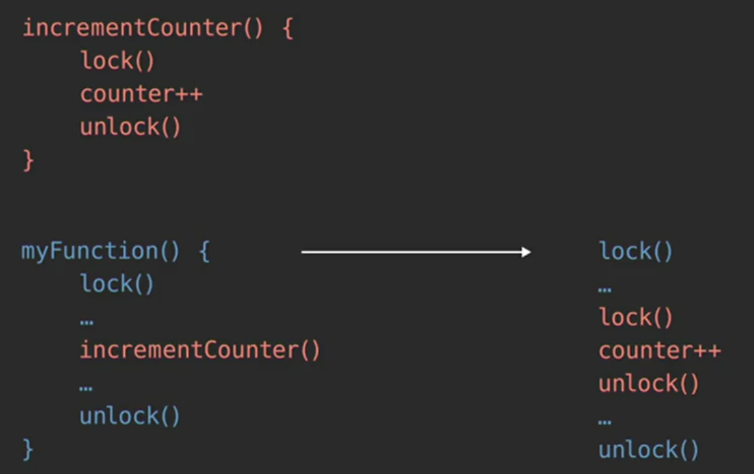 incrementCounter() {
lock()
counter++
unlock()
}
myFunction() {
lock()
…
incrementCounter()
…
unlock()
}
lock()
…
lock()
counter++
unlock()
…
unlock()